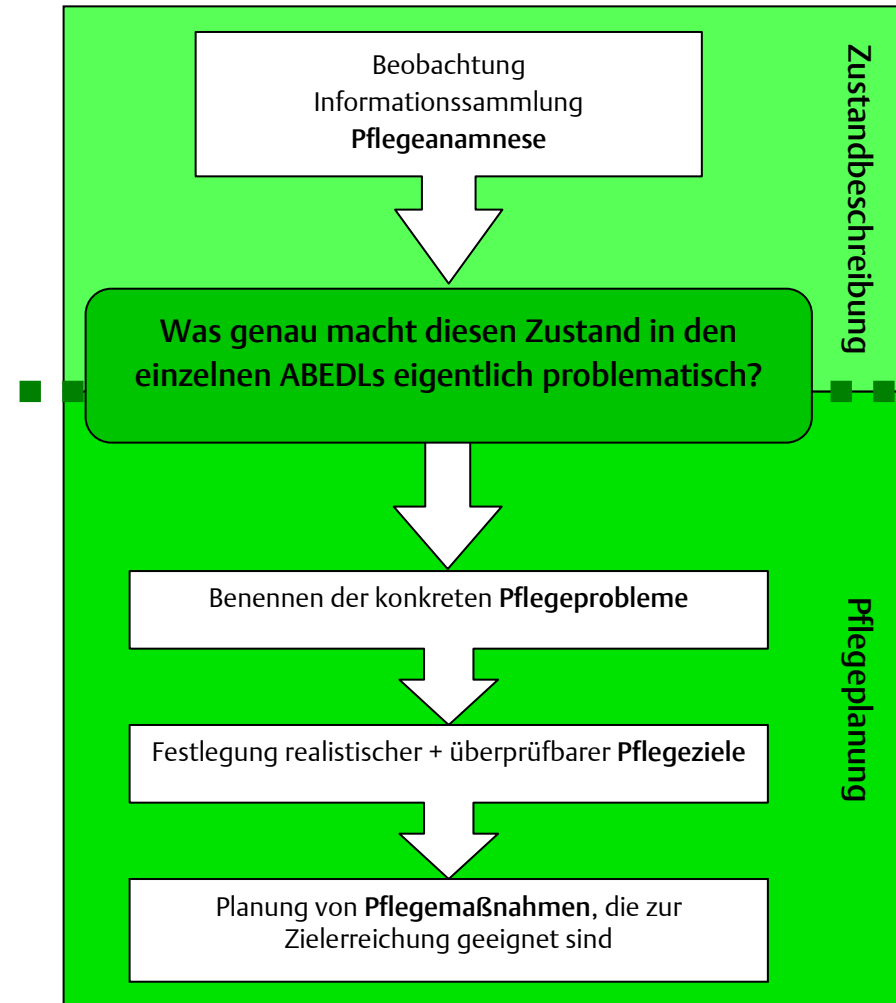 Beobachtung
Informationssammlung
Pflegeanamnese
Zustandbeschreibung
Was genau macht diesen Zustand in den
einzelnen ABEDLs eigentlich problematisch?
Benennen der konkreten Pflegeprobleme
Festlegung realistischer + überprüfbarer Pflegeziele
Planung von Pflegemaßnahmen, die zur
Zielerreichung geeignet sind
Pflegeplanung